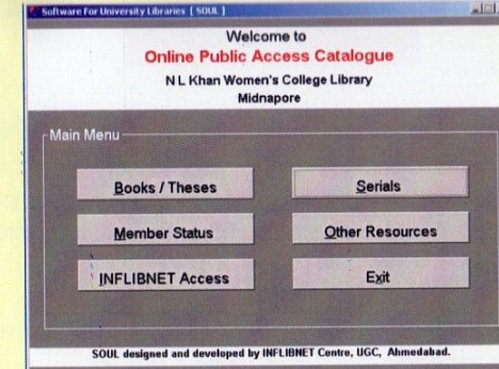 Software For University Libraries [ SOUL ]
Welcome to
Online Public Access Catalogue
N L Khan Women's College Library
Midnapore
Main Menu
Books / Theses
Serials
Member Status
Other Resources
INFLIBNET Access
Exit
SOUL designed and developed by INFLIBNET Centre, UGC, Ahmedabad.